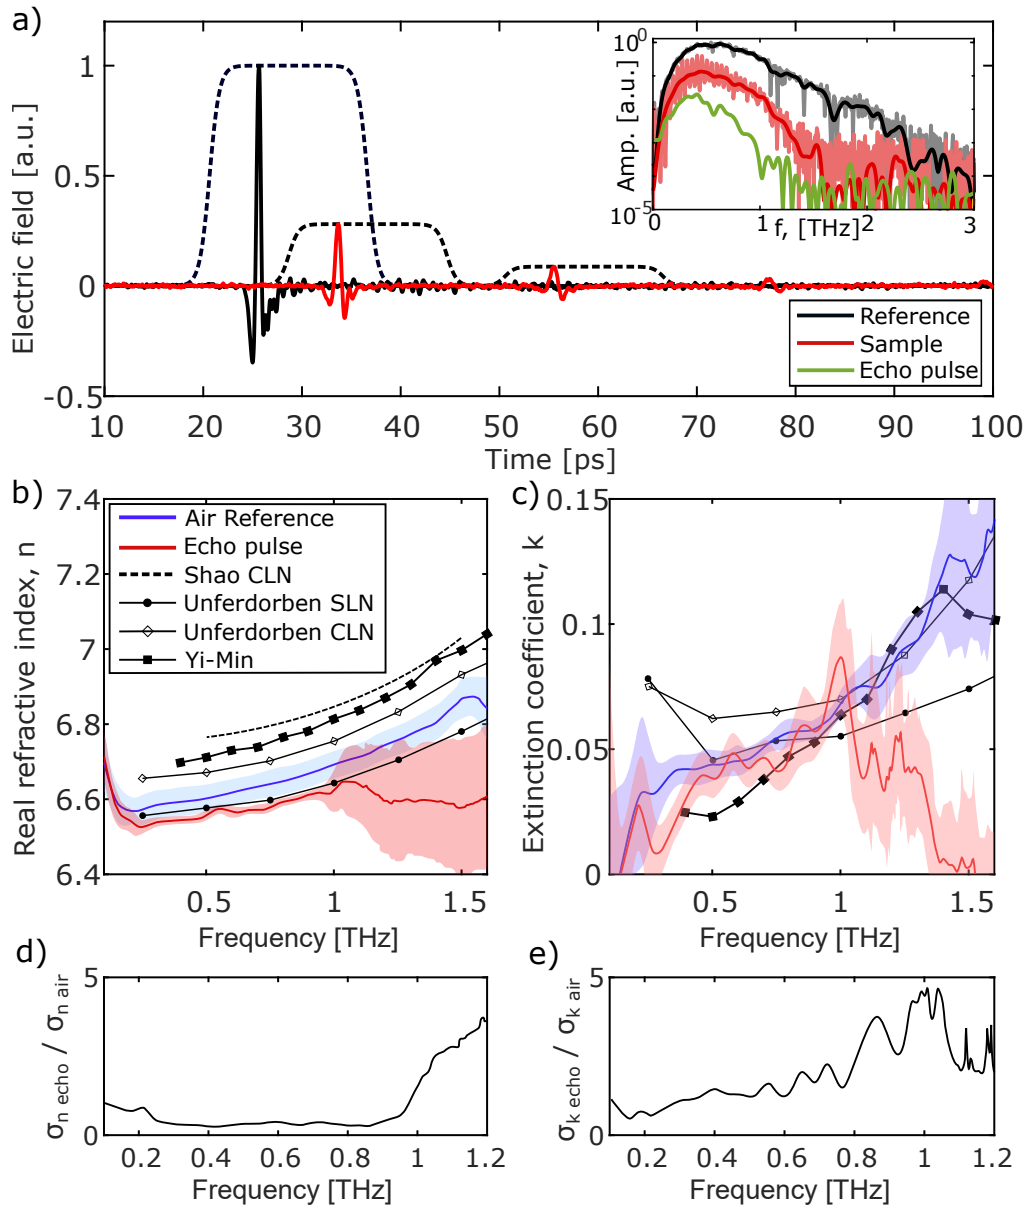 a)
Electric field [a.u.]
1
0.5
0
-0.5
10 20 30 40 50 60 70 80 90 100
Time [ps]
Amp. [a.u.]
10^0
10^-5
0 1 2 3
f, [THz]
Reference
Sample
Echo pulse
b)
Real refractive index, n
7.4
7.2
7
6.8
6.6
6.4
0.5 1 1.5
Frequency [THz]
Air Reference
Echo pulse
Shao CLN
Unferdorben SLN
Unferdorben CLN
Yi-Min
c)
Extinction coefficient, k
0.15
0.10
0.05
0
0.5 1 1.5
Frequency [THz]
d)
σn echo / σn air
5
0
0.2 0.4 0.6 0.8 1 1.2
Frequency [THz]
e)
σk echo / σk air
5
0
0.2 0.4 0.6 0.8 1 1.2
Frequency [THz]